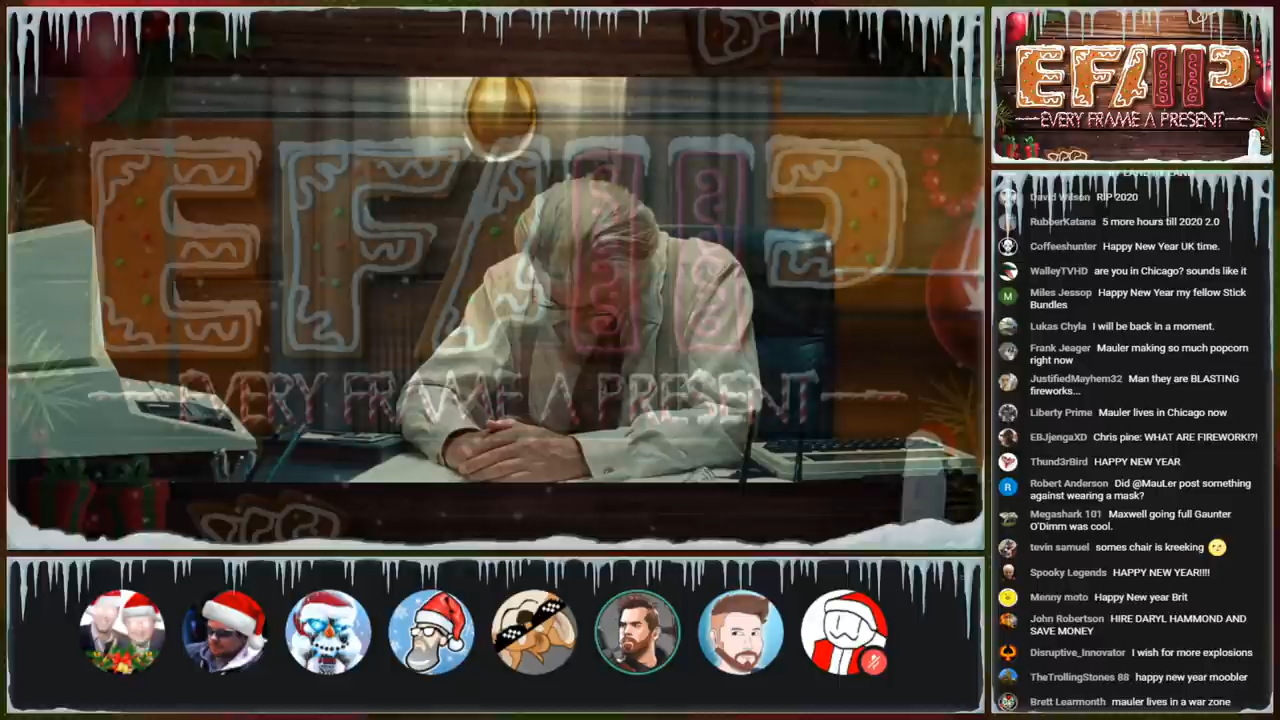 EFAIIP
EVERY FRAME A PRESENT
EFAIIP
EVERY FRAME A PRESENT
David Wilson RIP 2020
RubberKatana 5 more hours till 2020 2.0
Coffeeshunter Happy New Year UK time.
WalleyTVHD are you in Chicago? sounds like it
M Miles Jessop Happy New Year my fellow Stick
Bundles
Lukas Chyla I will be back in a moment.
Frank Jeager Mauler making so much popcorn
right now
JustifiedMayhem32 Man they are BLASTING
fireworks...
Liberty Prime Mauler lives in Chicago now
EBJjengaXD Chris pine: WHAT ARE FIREWORK!?!
Thund3rBird HAPPY NEW YEAR
R Robert Anderson Did @MauLer post something
against wearing a mask?
Megashark 101 Maxwell going full Gaunter
O'Dimm was cool.
tevin samuel somes chair is kreeking
Spooky Legends HAPPY NEW YEAR!!!!
Menny moto Happy New year Brit
John Robertson HIRE DARYL HAMMOND AND
SAVE MONEY
Disruptive_Innovator I wish for more explosions
TheTrollingStones 88 happy new year moobler
Brett Learmonth mauler lives in a war zone